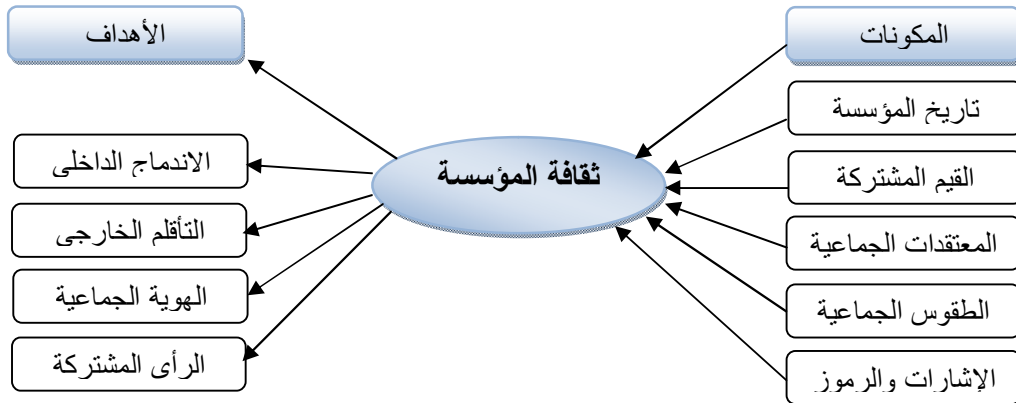 المكونات
تاريخ المؤسسة
القيم المشتركة
المعتقدات الجماعية
الطقوس الجماعية
الإشارات والرموز
ثقافة المؤسسة
الأهداف
الاندماج الداخلى
التأقلم الخارجى
الهوية الجماعية
الرأى المشتركة